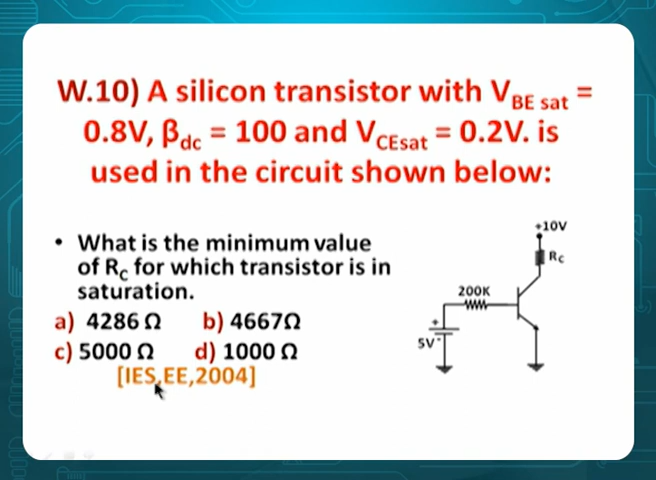 W.10) A silicon transistor with VBE sat =
0.8V, βdc = 100 and VCEsat = 0.2V. is
used in the circuit shown below:
• What is the minimum value
of RC for which transistor is in
saturation.
a) 4286 Ω b) 4667Ω
c) 5000 Ω d) 1000 Ω
[IES,EE,2004]
+10V
RC
200K
+
5V